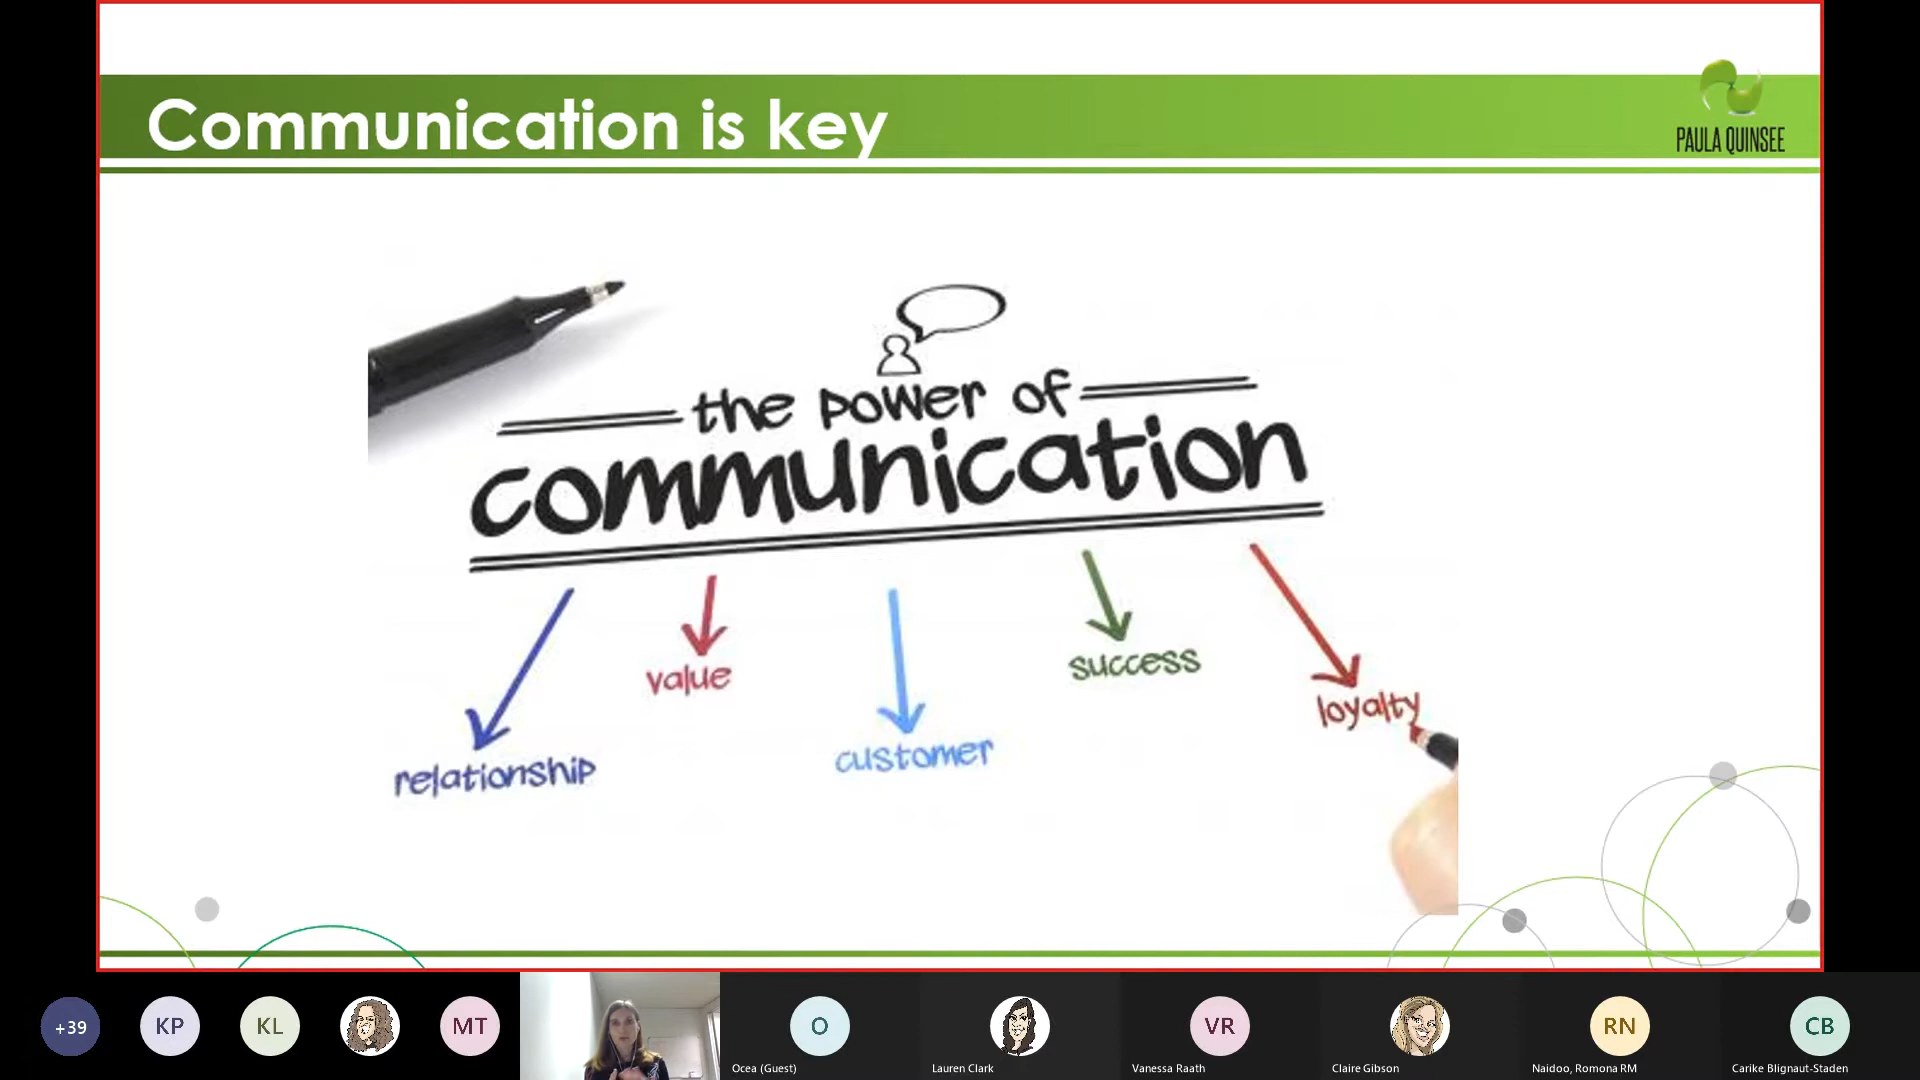 Communication is key
PAULA QUINSEE
the power of
communication
relationship
value
customer
success
loyalty
+39
KP
KL
MT
O
VR
RN
CB
Ocea (Guest)
Lauren Clark
Vanessa Raath
Claire Gibson
Naidoo, Romona RM
Carike Blignaut-Staden